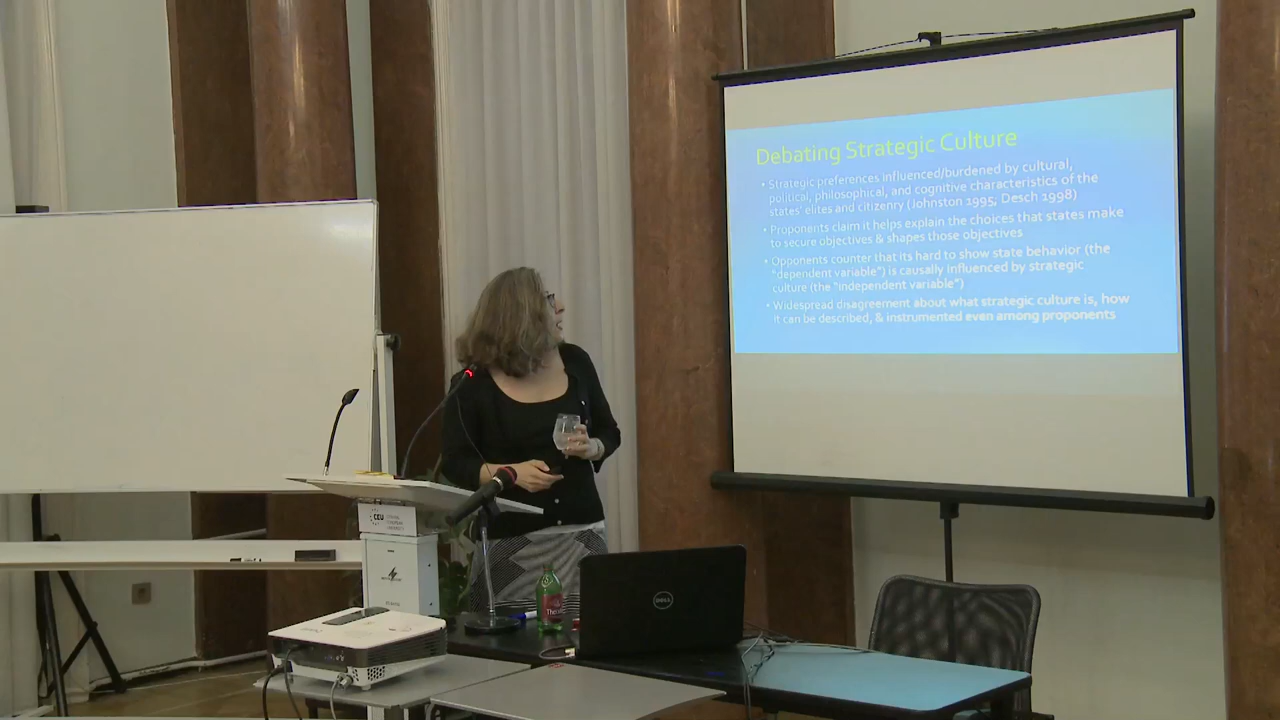 Debating Strategic Culture
• Strategic preferences influenced/burdened by cultural,
political, philosophical, and cognitive characteristics of the
states' elites and citizenry (Johnston 1995; Desch 1998)
• Proponents claim it helps explain the choices that states make
to secure objectives & shapes those objectives
• Opponents counter that its hard to show state behavior (the
"dependent variable") is causally influenced by strategic
culture (the "independent variable")
• Widespread disagreement about what strategic culture is, how
it can be described, & instrumented even among proponents
CEU
CENTRAL
EUROPEAN
UNIVERSITY
DELL